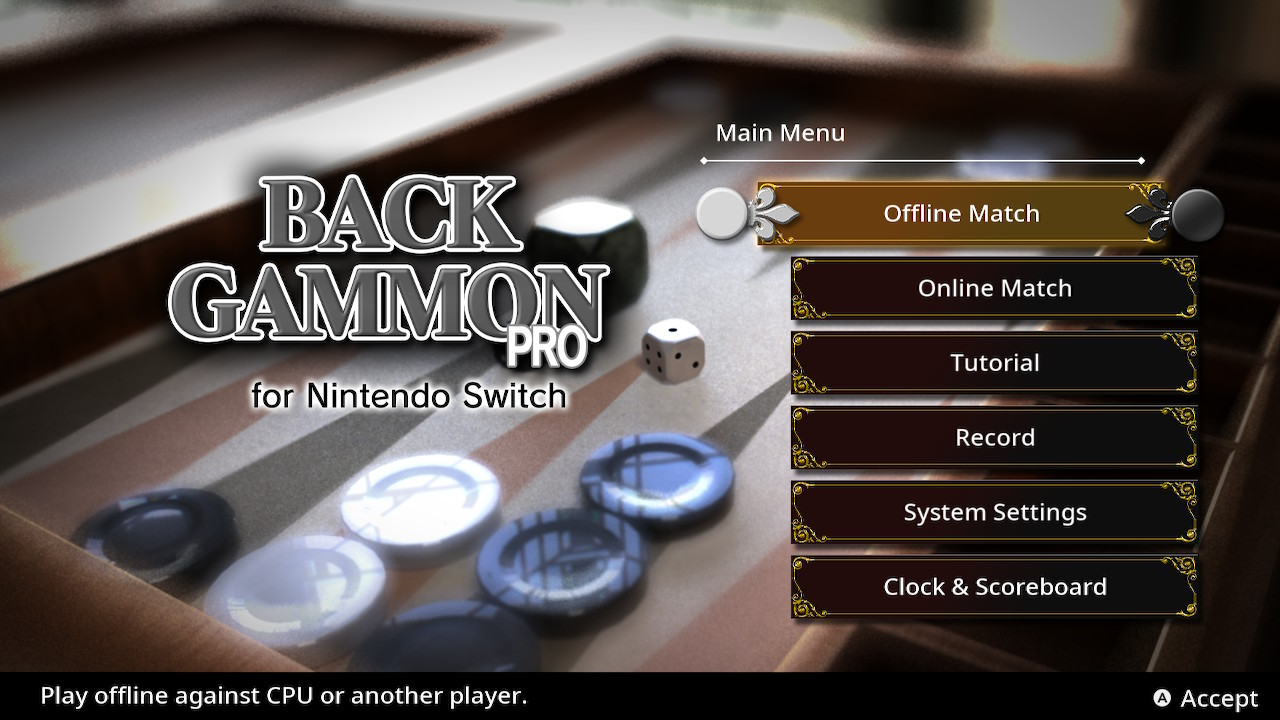 BACK
GAMMON
PRO
for Nintendo Switch
Main Menu
Offline Match
Online Match
Tutorial
Record
System Settings
Clock & Scoreboard
Play offline against CPU or another player.
A Accept